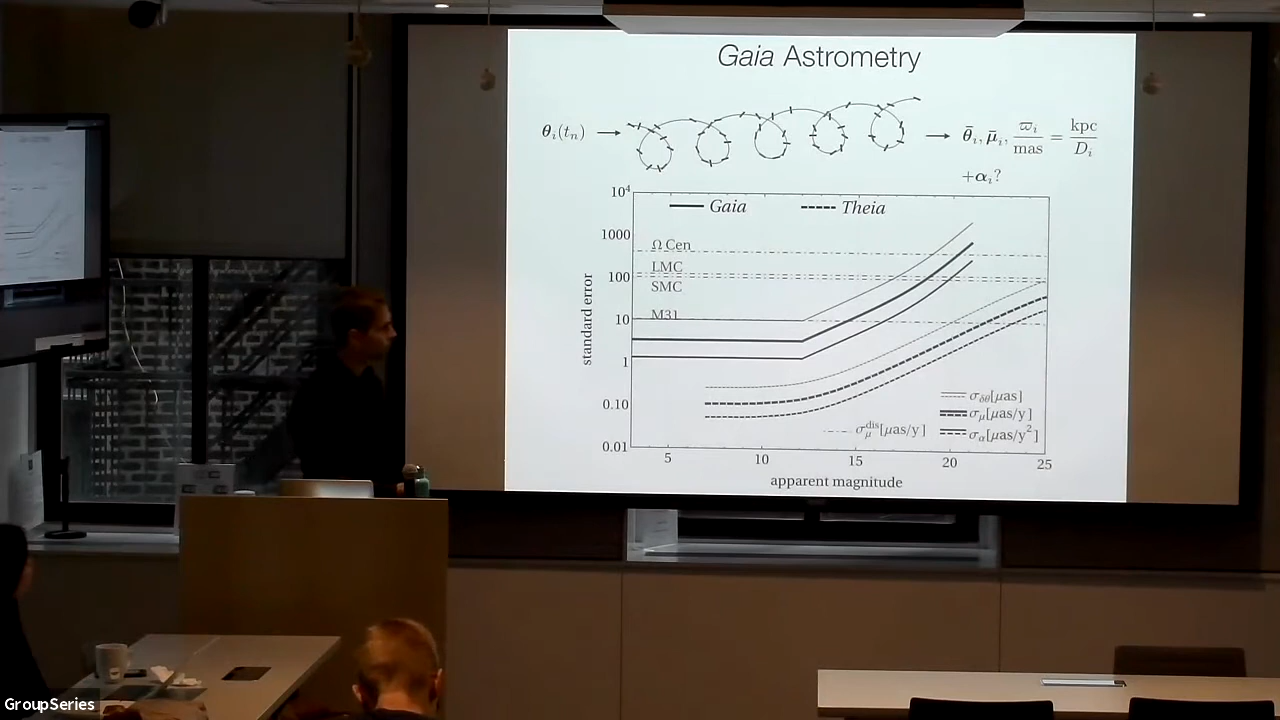 Gaia Astrometry
θᵢ(tₙ) → → θ̄ᵢ, μ̄ᵢ, ϖᵢ/mas = kpc/Dᵢ
+αᵢ?
Gaia Theia
10⁴
1000
100
10
1
0.10
0.01
standard error
Ω Cen
LMC
SMC
M31
σ_δθ[μas]
σ_μ[μas/y]
σ_μ^dis[μas/y]
σ_α[μas/y²]
5 10 15 20 25
apparent magnitude
GroupSeries